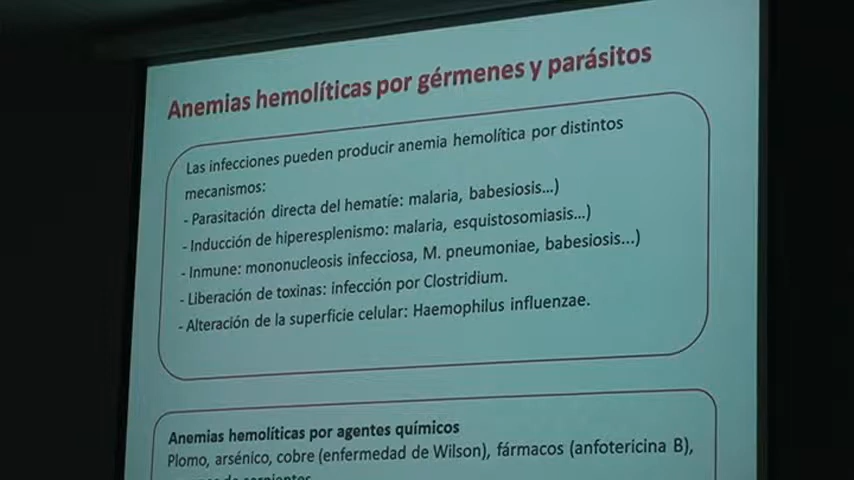 Anemias hemolíticas por gérmenes y parásitos
Las infecciones pueden producir anemia hemolítica por distintos
mecanismos:
- Parasitación directa del hematíe: malaria, babesiosis...)
- Inducción de hiperesplenismo: malaria, esquistosomiasis...)
- Inmune: mononucleosis infecciosa, M. pneumoniae, babesiosis...)
- Liberación de toxinas: infección por Clostridium.
- Alteración de la superficie celular: Haemophilus influenzae.
Anemias hemolíticas por agentes químicos
Plomo, arsénico, cobre (enfermedad de Wilson), fármacos (anfotericina B),
de serpientes